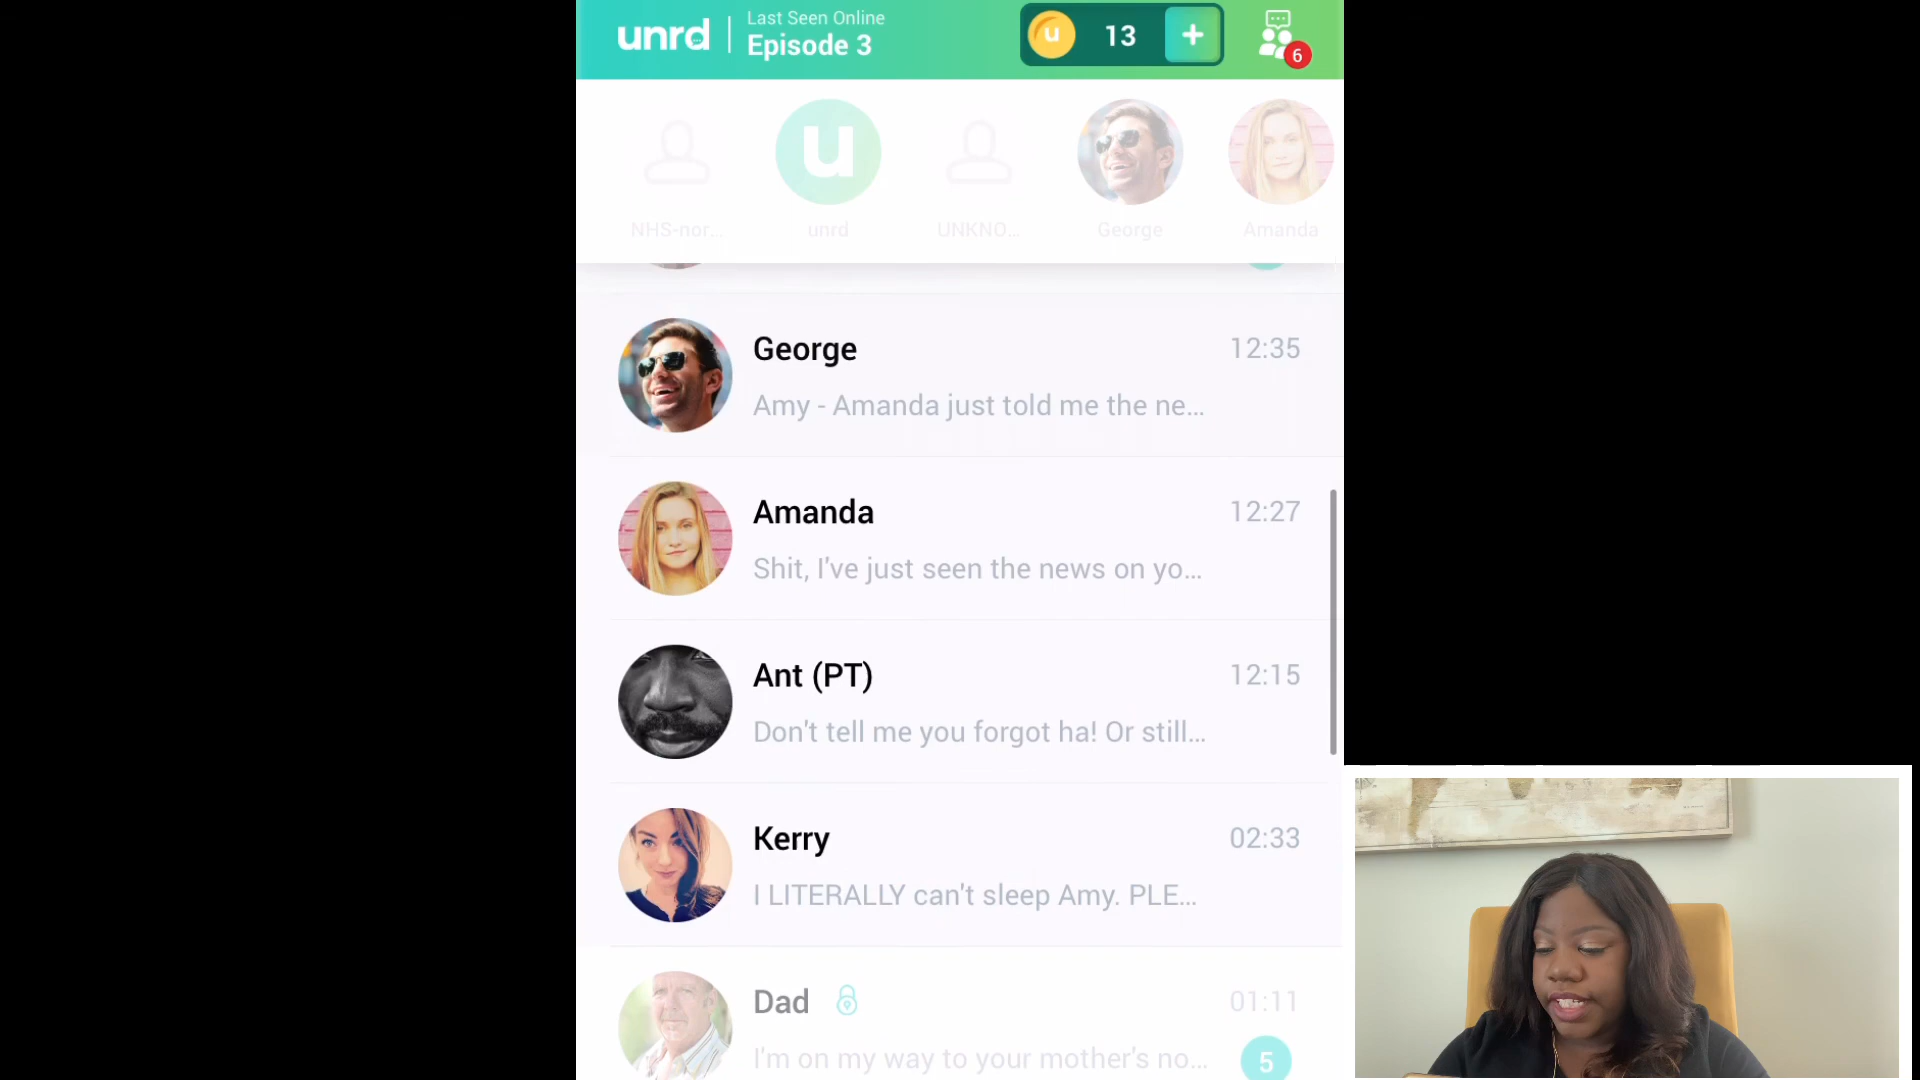 unrd
Last Seen Online
Episode 3
u
13
+
6
u
NHS-nor...
unrd
UNKNO...
George
Amanda
George
12:35
Amy - Amanda just told me the ne...
Amanda
12:27
Shit, I've just seen the news on yo...
Ant (PT)
12:15
Don't tell me you forgot ha! Or still...
Kerry
02:33
I LITERALLY can't sleep Amy. PLE...
Dad
01:11
I'm on my way to your mother's no...
5